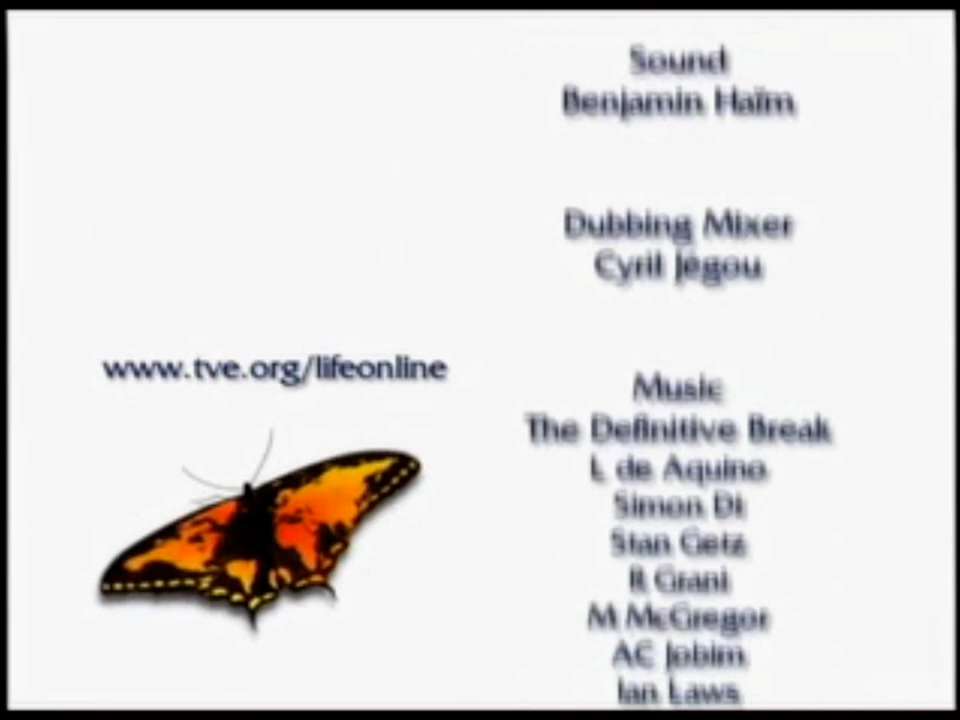 Sound
Benjamin Haïm
Dubbing Mixer
Cyril Jégou
www.tve.org/lifeonline
Music
The Definitive Break
L de Aquino
Simon Di
Stan Getz
R Grani
M McGregor
AC Jobim
Ian Laws